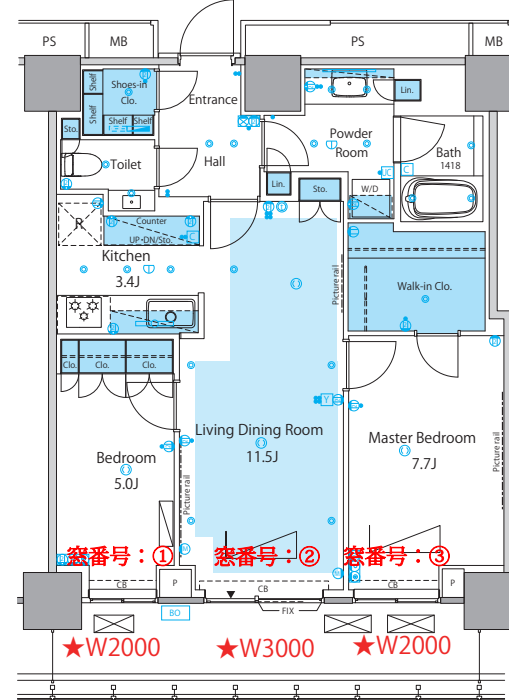 PS
MB
PS
MB
Shelf
Shoes-in
Clo.
Shelf
Shelf
Shelf
Entrance
Lin.
Sto.
Powder
Room
Toilet
Hall
Bath
1418
UC
C
Lin.
Sto.
W/D
R
Counter
C
UP・DN/Sto.
Kitchen
3.4J
Picture rail
Walk-in Clo.
Clo.
Clo.
Clo.
Y
Living Dining Room
11.5J
Master Bedroom
7.7J
Bedroom
5.0J
Picture rail
Picture rail
窓番号：①
窓番号：②
窓番号：③
CB
P
CB
CB
P
BO
FIX
★W2000
★W3000
★W2000